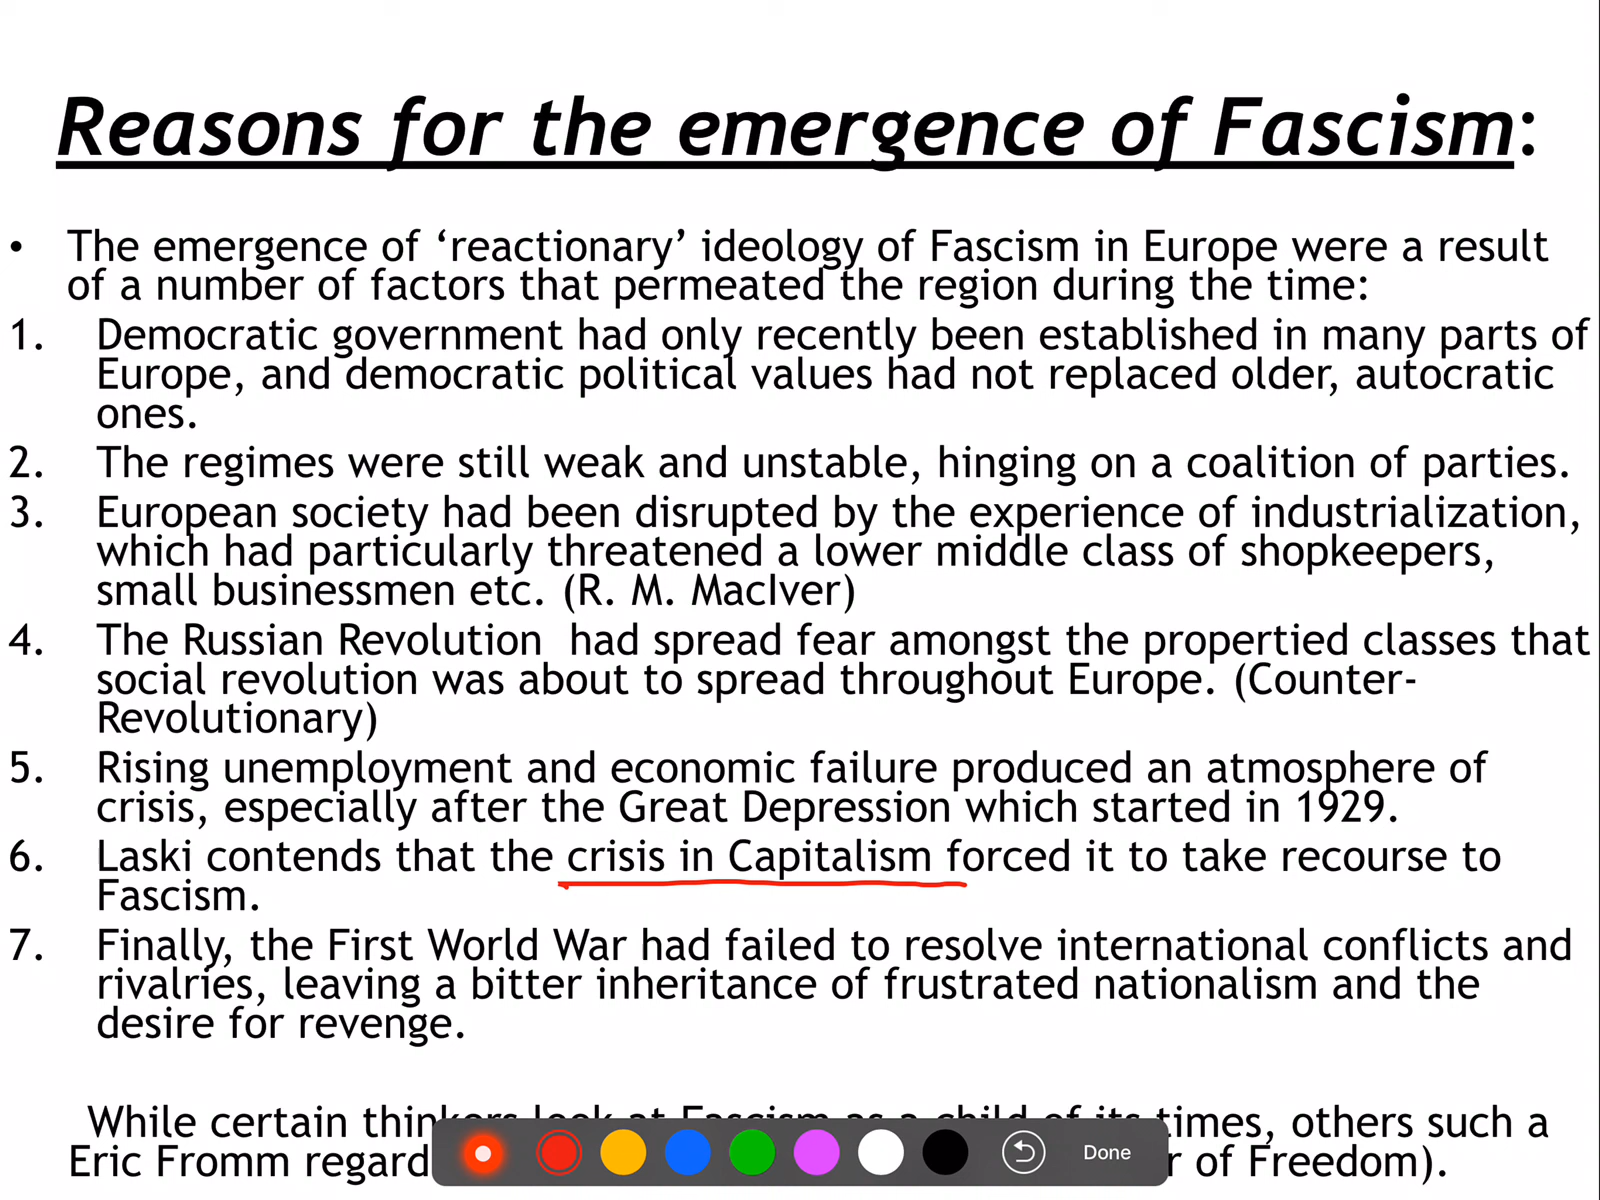 Reasons for the emergence of Fascism:
• The emergence of ‘reactionary’ ideology of Fascism in Europe were a result
of a number of factors that permeated the region during the time:
1. Democratic government had only recently been established in many parts of
Europe, and democratic political values had not replaced older, autocratic
ones.
2. The regimes were still weak and unstable, hinging on a coalition of parties.
3. European society had been disrupted by the experience of industrialization,
which had particularly threatened a lower middle class of shopkeepers,
small businessmen etc. (R. M. MacIver)
4. The Russian Revolution  had spread fear amongst the propertied classes that
social revolution was about to spread throughout Europe. (Counter-
Revolutionary)
5. Rising unemployment and economic failure produced an atmosphere of
crisis, especially after the Great Depression which started in 1929.
6. Laski contends that the crisis in Capitalism forced it to take recourse to
Fascism.
7. Finally, the First World War had failed to resolve international conflicts and
rivalries, leaving a bitter inheritance of frustrated nationalism and the
desire for revenge.
While certain thinkers look at Fascism as a child of its times, others such a
Eric Fromm regard of Freedom).
Done